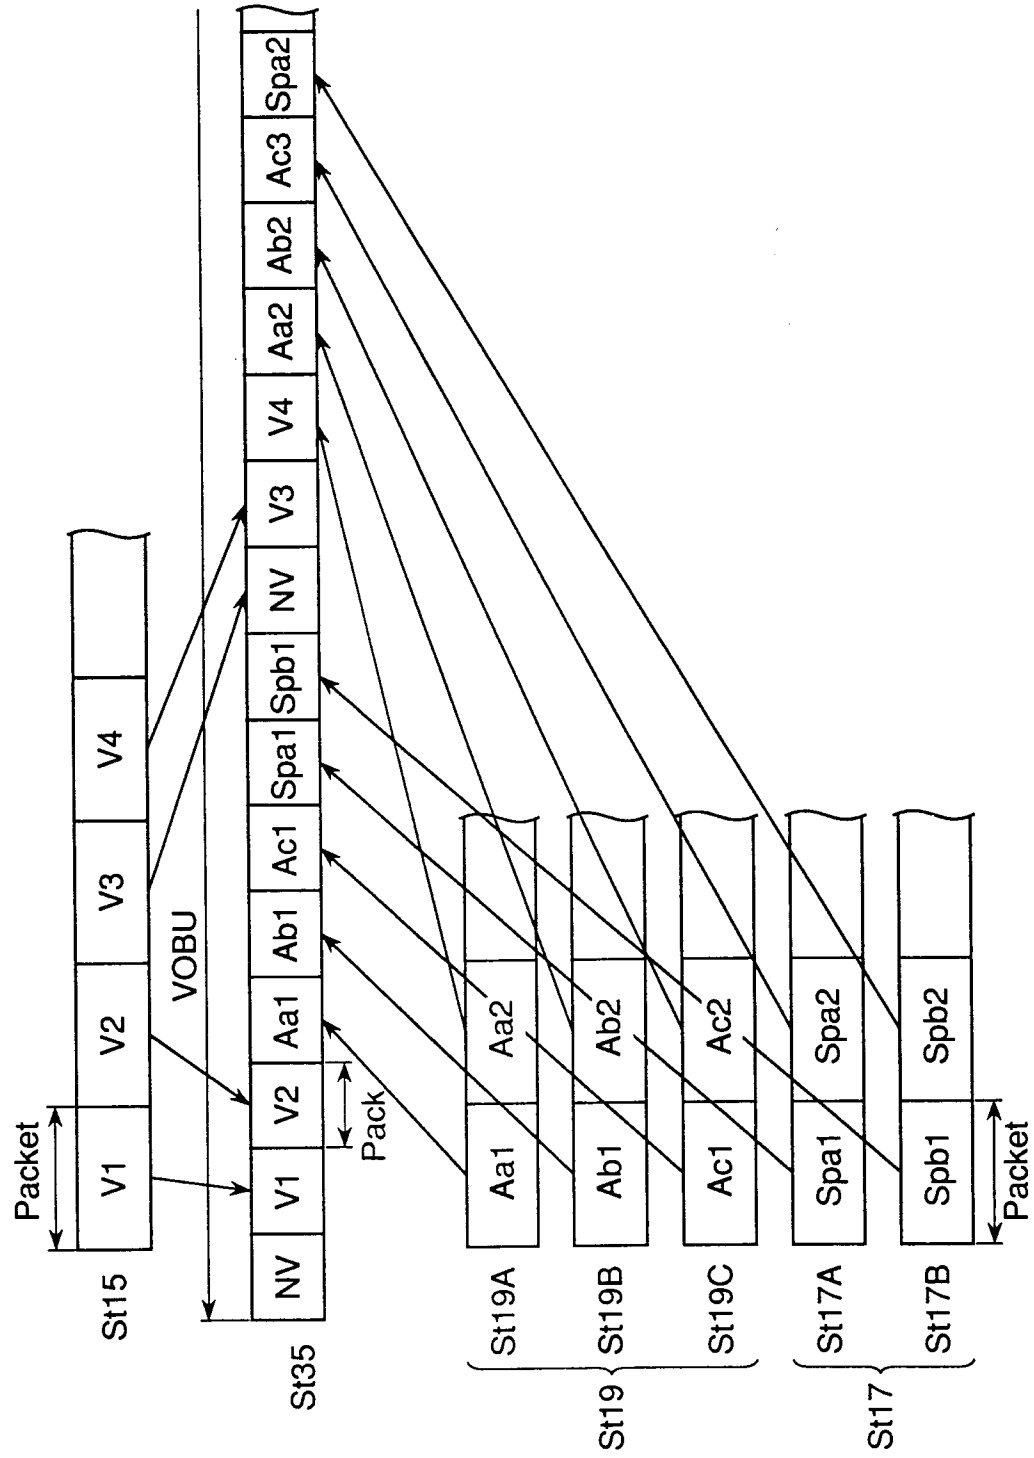 Packet
St15 V1 V2 V3 V4
VOBU
St35 NV V1 V2 Aa1 Ab1 Ac1 Spa1 Spb1 NV V3 V4 Aa2 Ab2 Ac3 Spa2
Pack
St19A Aa1 Aa2
St19 St19B Ab1 Ab2
St19C Ac1 Ac2
St17A Spa1 Spa2
St17
St17B Spb1 Spb2
Packet